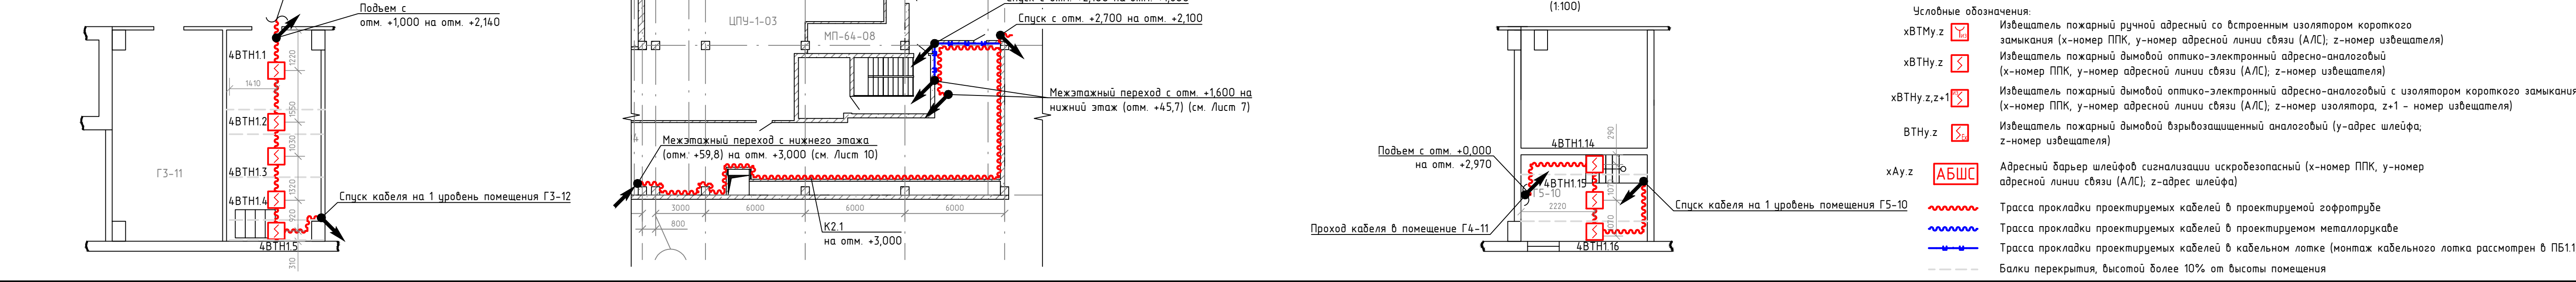 Подъем с
отм. +1,000 на отм. +2,140
4ВТН1.1
1220
1410
1550
4ВТН1.2
1030
Г3-11
4ВТН1.3
1320
4ВТН1.4
920
Спуск кабеля на 1 уровень помещения Г3-12
4ВТН1.5
310
ЦПУ-1-03
МП-64-08
Спуск с отм. +2,700 на отм. +2,100
Межэтажный переход с отм. +1,600 на
нижний этаж (отм. +45,7) (см. Лист 7)
Межэтажный переход с нижнего этажа
(отм. +59,8) на отм. +3,000 (см. Лист 10)
3000
6000
6000
6000
800
К2.1
на отм. +3,000
(1:100)
290
4ВТН1.14
Подъем с отм. +0,000
на отм. +2,970
4ВТН1.15
Г5-10
2220
Спуск кабеля на 1 уровень помещения Г5-10
Проход кабеля в помещение Г4-11
4ВТН1.16
Условные обозначения:
xBTMy.z
Извещатель пожарный ручной адресный со встроенным изолятором короткого
замыкания (x-номер ППК, y-номер адресной линии связи (АЛС); z-номер извещателя)
xBTHy.z
Извещатель пожарный дымовой оптико-электронный адресно-аналоговый
(x-номер ППК, y-номер адресной линии связи (АЛС); z-номер извещателя)
xBTHy.z,z+1
Извещатель пожарный дымовой оптико-электронный адресно-аналоговый с изолятором короткого замыкания
(x-номер ППК, y-номер адресной линии связи (АЛС); z-номер изолятора, z+1 - номер извещателя)
BTHy.z
Извещатель пожарный дымовой взрывозащищенный аналоговый (y-адрес шлейфа;
z-номер извещателя)
xAy.z
АБШС
Адресный барьер шлейфов сигнализации искробезопасный (x-номер ППК, y-номер
адресной линии связи (АЛС); z-адрес шлейфа)
Трасса прокладки проектируемых кабелей в проектируемой гофротрубе
Трасса прокладки проектируемых кабелей в проектируемом металлорукаве
Трасса прокладки проектируемых кабелей в кабельном лотке (монтаж кабельного лотка рассмотрен в ПБ1.1
Балки перекрытия, высотой более 10% от высоты помещения